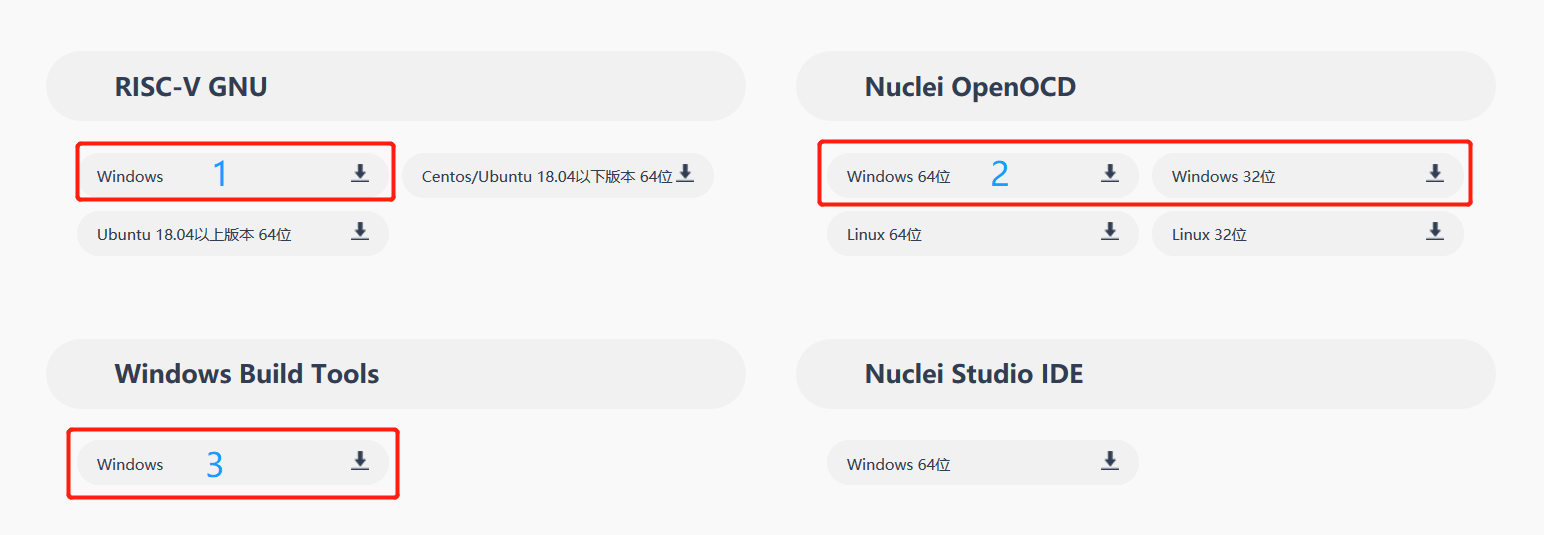 RISC-V GNU
Windows 1
Centos/Ubuntu 18.04以下版本 64位
Ubuntu 18.04以上版本 64位
Nuclei OpenOCD
Windows 64位 2
Windows 32位
Linux 64位
Linux 32位
Windows Build Tools
Windows 3
Nuclei Studio IDE
Windows 64位